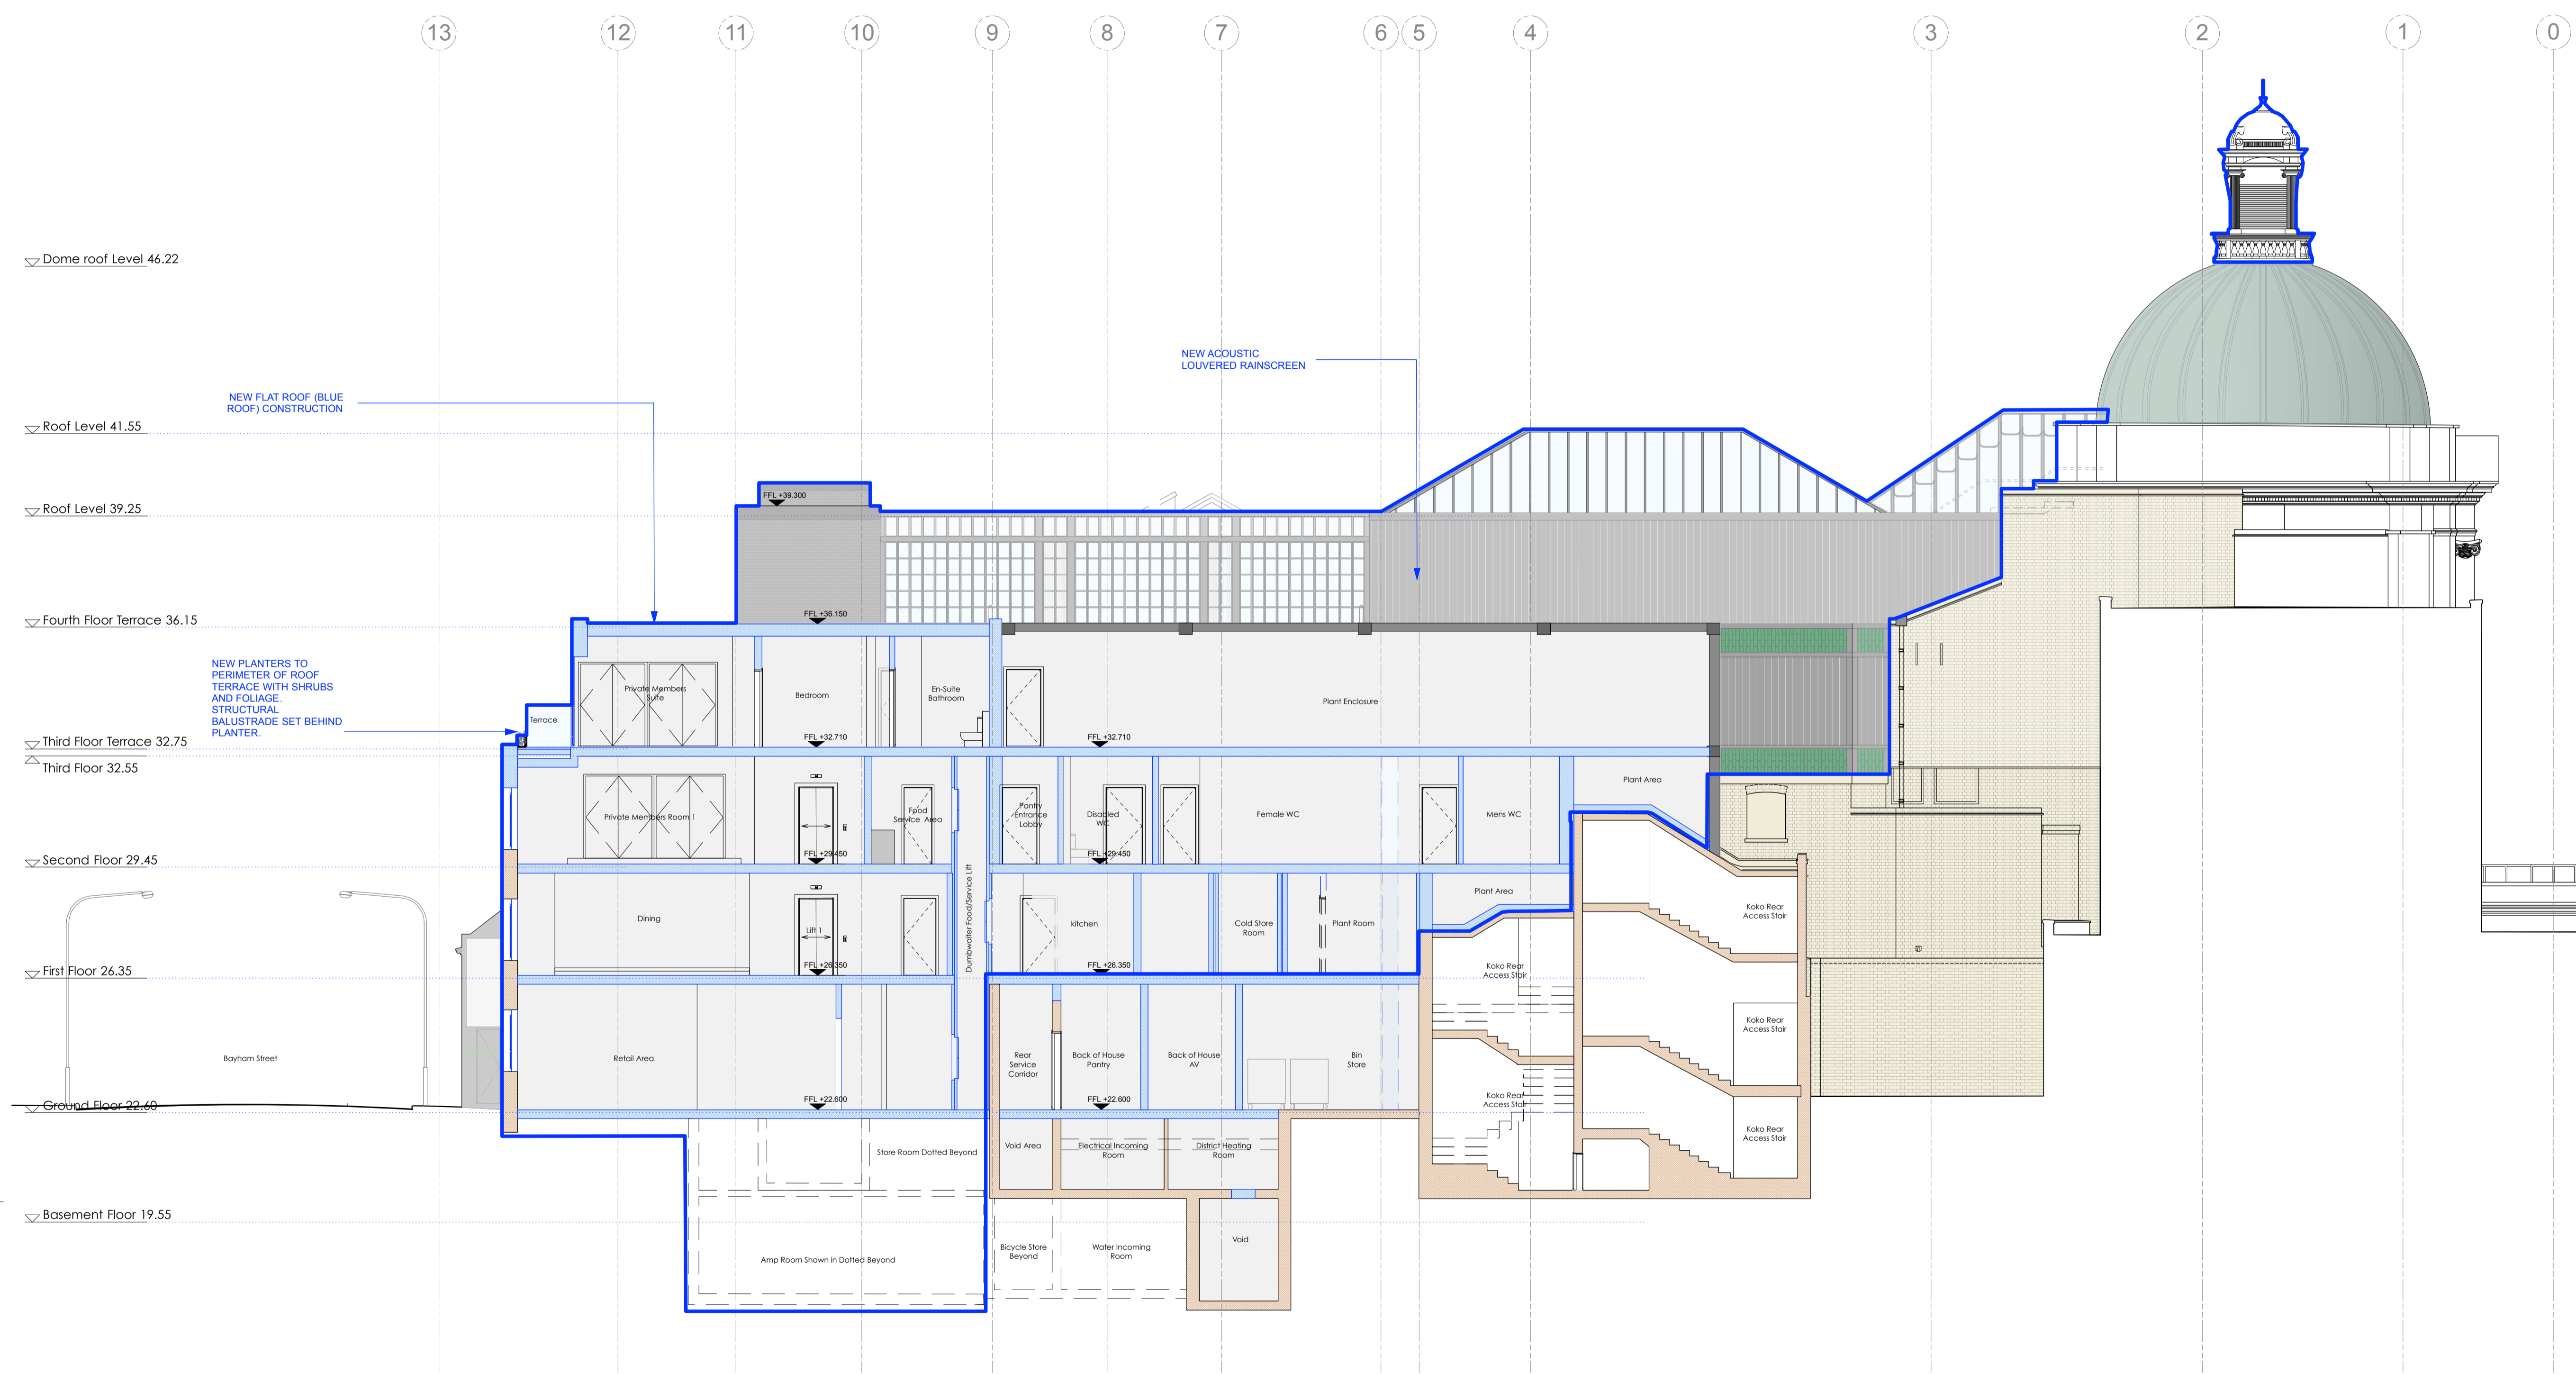 13
12
11
10
9
8
7
6
5
4
3
2
1
0
Dome roof Level 46.22
NEW ACOUSTIC
LOUVERED RAINSCREEN
NEW FLAT ROOF (BLUE
ROOF) CONSTRUCTION
Roof Level 41.55
FFL +39.300
Roof Level 39.25
FFL +36.150
Fourth Floor Terrace 36.15
NEW PLANTERS TO
PERIMETER OF ROOF
TERRACE WITH SHRUBS
AND FOLIAGE.
STRUCTURAL
BALUSTRADE SET BEHIND
PLANTER.
Terrace
Private Members
Suite
Bedroom
En-Suite
Bathroom
Plant Enclosure
FFL +32.710
FFL +32.710
Third Floor Terrace 32.75
Third Floor 32.55
Private Members Room 1
Food
Service Area
Pantry
Entrance
Lobby
Disabled
WC
Female WC
Mens WC
Plant Area
FFL +29.450
FFL +29.450
Second Floor 29.45
Dining
Lift 1
Dumbwaiter Food/Service Lift
kitchen
Cold Store
Room
Plant Room
Plant Area
Koko Rear
Access Stair
FFL +26.350
FFL +26.350
First Floor 26.35
Koko Rear
Access Stair
Koko Rear
Access Stair
Bayham Street
Retail Area
Rear
Service
Corridor
Back of House
Pantry
Back of House
AV
Bin
Store
Koko Rear
Access Stair
FFL +22.600
FFL +22.600
Ground Floor 22.60
Koko Rear
Access Stair
Store Room Dotted Beyond
Void Area
Electrical Incoming
Room
District Heating
Room
Basement Floor 19.55
Amp Room Shown in Dotted Beyond
Bicycle Store
Beyond
Water Incoming
Room
Void